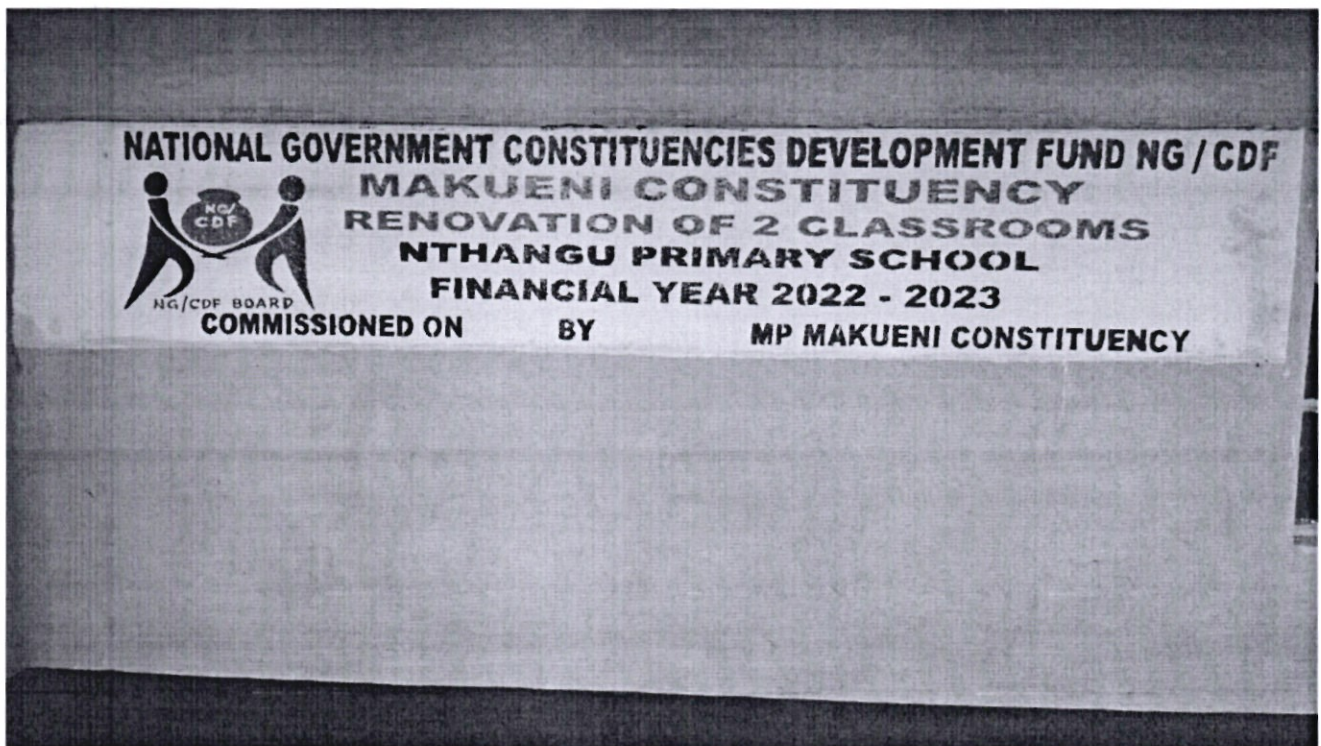 NATIONAL GOVERNMENT CONSTITUENCIES DEVELOPMENT FUND NG / CDF
MAKUENI CONSTITUENCY
RENOVATION OF 2 CLASSROOMS
NTHANGU PRIMARY SCHOOL
FINANCIAL YEAR 2022 - 2023
COMMISSIONED ON BY MP MAKUENI CONSTITUENCY
NG/
CDF
NG/CDF BOARD